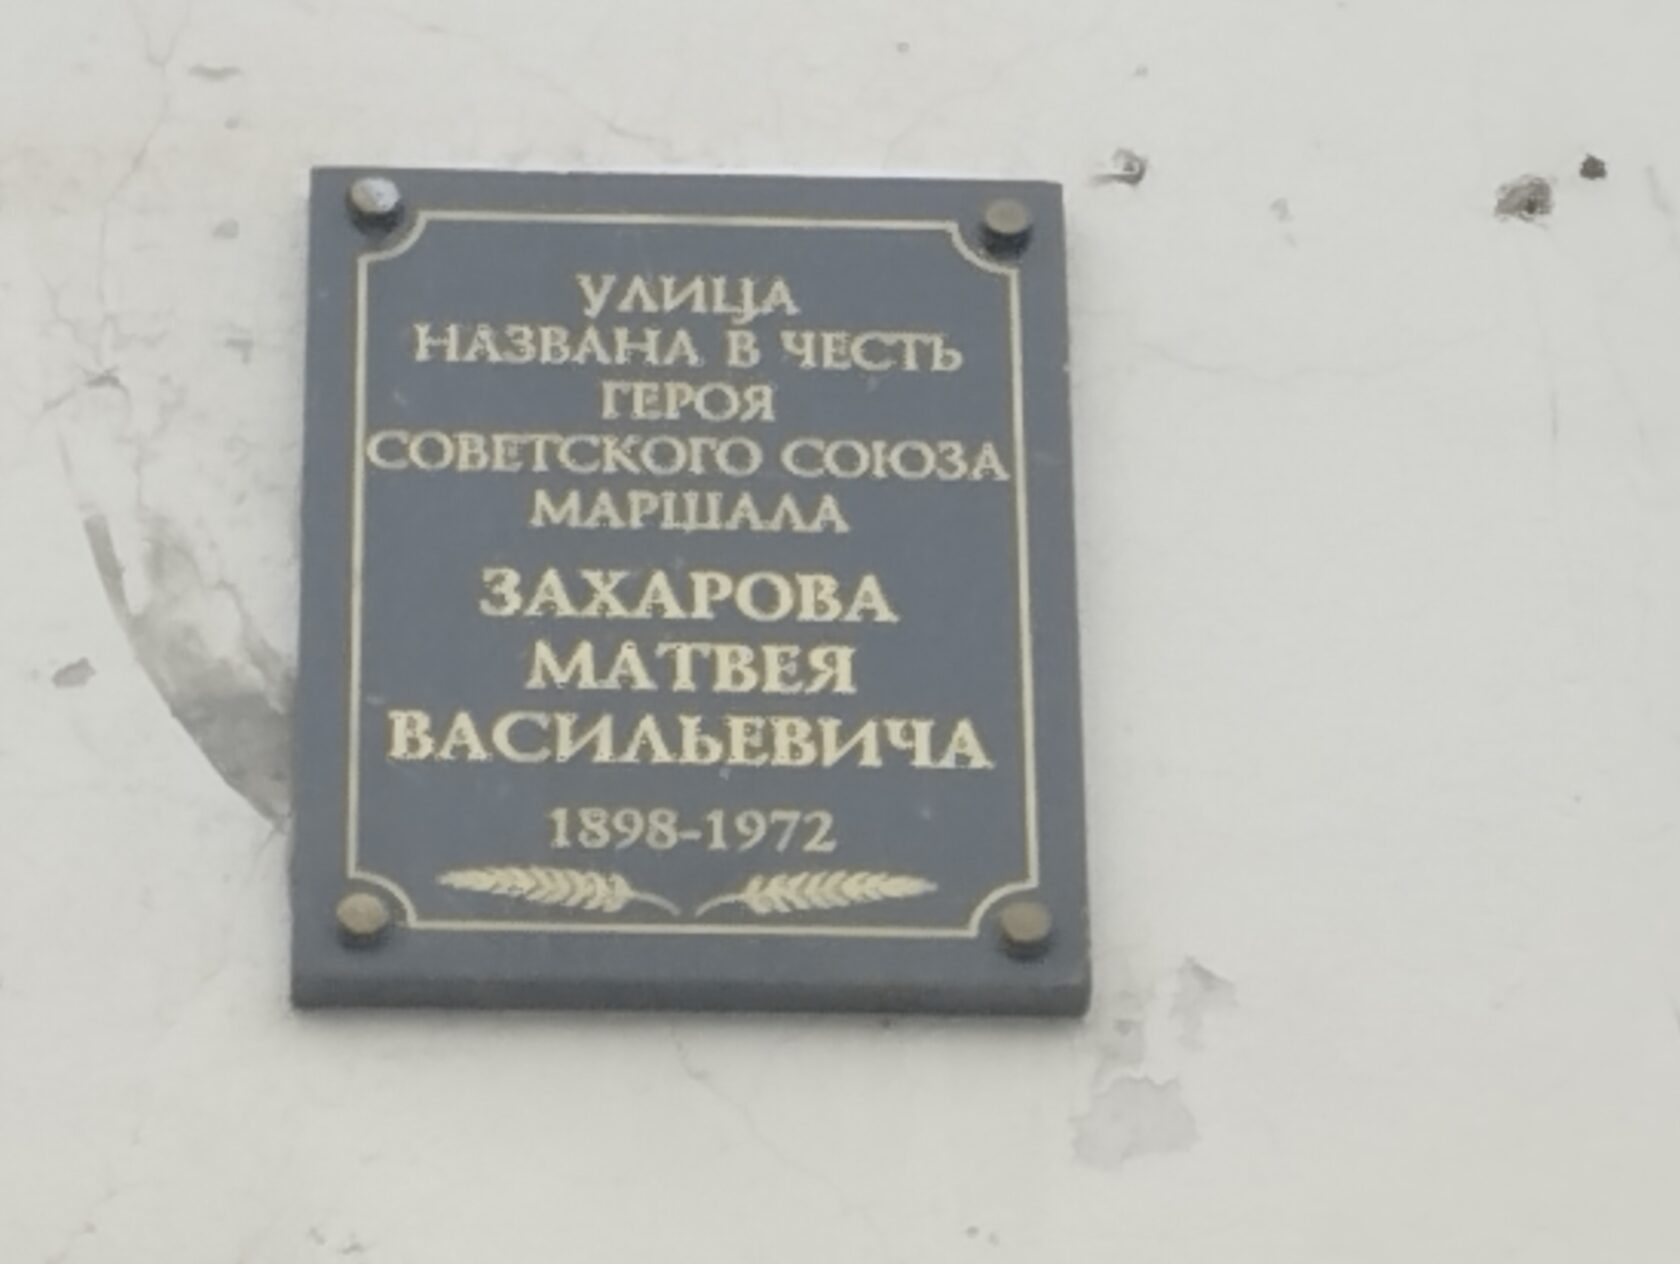 УЛИЦА
НАЗВАНА В ЧЕСТЬ
ГЕРОЯ
СОВЕТСКОГО СОЮЗА
МАРШАЛА
ЗАХАРОВА
МАТВЕЯ
ВАСИЛЬЕВИЧА
1898-1972